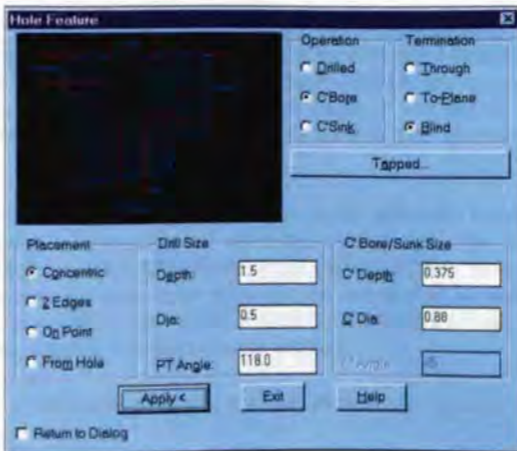 Hole Feature
Operation
Drilled
C'Bore
C'Sink
Termination
Through
To-Plane
Blind
Tapped...
Placement
Concentric
2 Edges
On Point
From Hole
Drill Size
Depth: 1.5
Dia: 0.5
PT Angle: 118.0
C' Bore/Sunk Size
C' Depth: 0.375
C' Dia: 0.88
C' Angle:
Apply <
Exit
Help
Return to Dialog